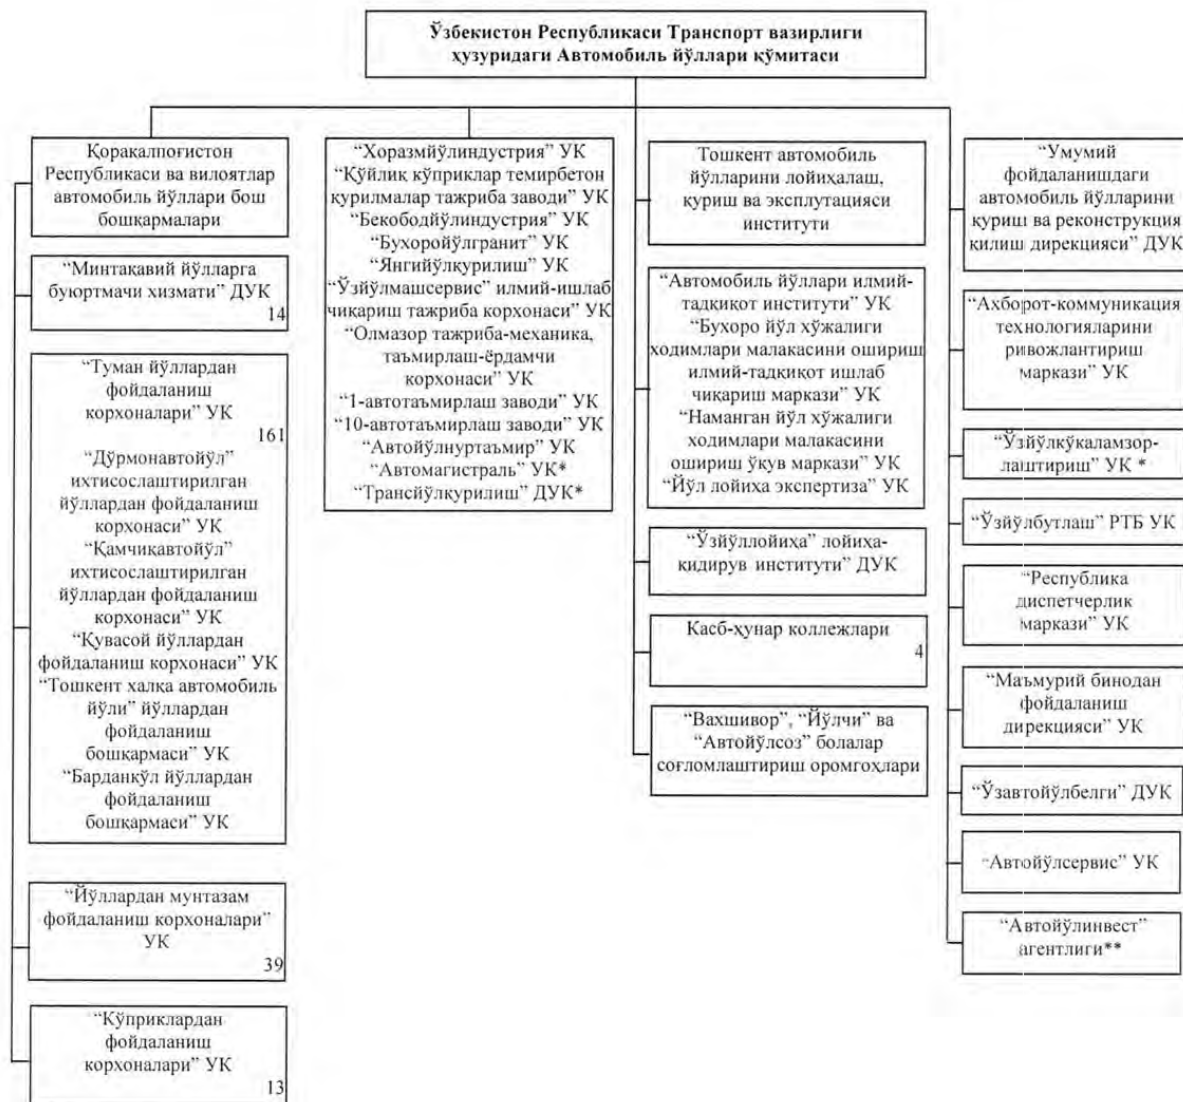 Ўзбекистон Республикаси Транспорт вазирлиги
ҳузуридаги Автомобиль йўллари қўмитаси
Қорақалпоғистон
Республикаси ва вилоятлар
автомобиль йўллари бош
бошқармалари
“Минтақавий йўлларга
буюртмачи хизмати” ДУК
14
“Туман йўллардан
фойдаланиш
корхоналари” УК
161
“Дўрмонавтойўл”
ихтисослаштирилган
йўллардан фойдаланиш
корхонаси” УК
“Қамчиқавтойўл”
ихтисослаштирилган
йўллардан фойдаланиш
корхонаси” УК
“Қувасой йўллардан
фойдаланиш корхонаси” УК
“Тошкент халқа автомобиль
йўли” йўллардан
фойдаланиш
бошқармаси” УК
“Барданкўл йўллардан
фойдаланиш
бошқармаси” УК
“Йўллардан мунтазам
фойдаланиш корхоналари”
УК
39
“Кўприклардан
фойдаланиш
корхоналари” УК
13
“Хоразмйўлиндустрия” УК
“Қўйлиқ кўприклар темирбетон
қурилмалар тажриба заводи” УК
“Бекободйўлиндустрия” УК
“Бухоройўлгранит” УК
“Янгийўлқурилиш” УК
“Ўзйўлмашсервис” илмий-ишлаб
чиқариш тажриба корхонаси” УК
“Олмазор тажриба-механика,
таъмирлаш-ёрдамчи
корхонаси” УК
“1-автотаъмирлаш заводи” УК
“10-автотаъмирлаш заводи” УК
“Автойўлнуртаъмир” УК
“Автомагистраль” УК*
“Трансйўлқурилиш” ДУК*
Тошкент автомобиль
йўлларини лойиҳалаш,
қуриш ва эксплутацияси
институти
“Автомобиль йўллари илмий-
тадқиқот институти” УК
“Бухоро йўл хўжалиги
ходимлари малакасини ошириш
илмий-тадқиқот ишлаб
чиқариш маркази” УК
“Наманган йўл хўжалиги
ходимлари малакасини
ошириш ўқув маркази” УК
“Йўл лойиҳа экспертиза” УК
“Ўзйўллойиҳа” лойиҳа-
қидирув институти” ДУК
Касб-ҳунар коллежлари
4
“Вахшивор”, “Йўлчи” ва
“Автойўлсоз” болалар
соғломлаштириш оромгоҳлари
“Умумий
фойдаланишдаги
автомобиль йўлларини
қуриш ва реконструкция
қилиш дирекцияси” ДУК
“Ахборот-коммуникация
технологияларини
ривожлантириш
маркази” УК
“Ўзйўлкўкаламзор-
лаштириш” УК *
“Ўзйўлбутлаш” РТБ УК
“Республика
диспетчерлик
маркази” УК
“Маъмурий бинодан
фойдаланиш
дирекцияси” УК
“Ўзавтойўлбелги” ДУК
“Автойўлсервис” УК
“Автойўлинвест”
агентлиги**